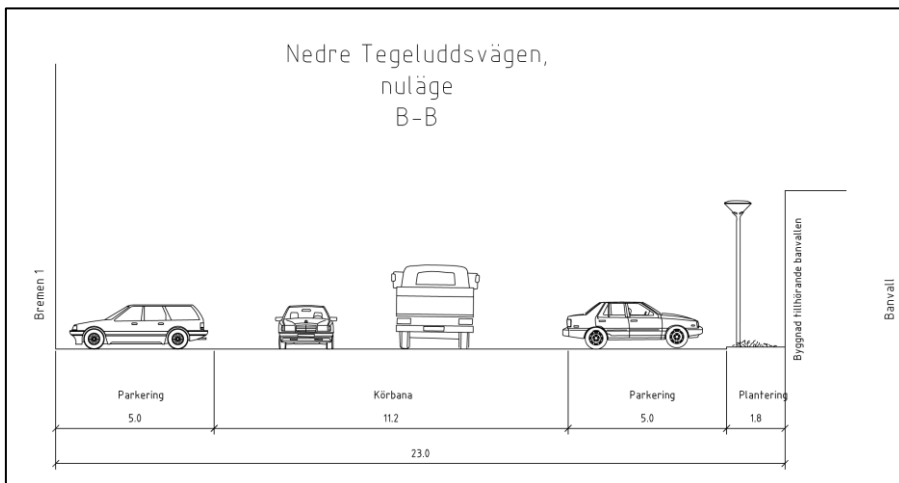 Nedre Tegeluddsvägen,
nuläge
B-B
Bremen 1
Byggnad tillhörande banvallen
Banvall
Parkering
Körbana
Parkering
Plantering
5.0
11.2
5.0
1.8
23.0